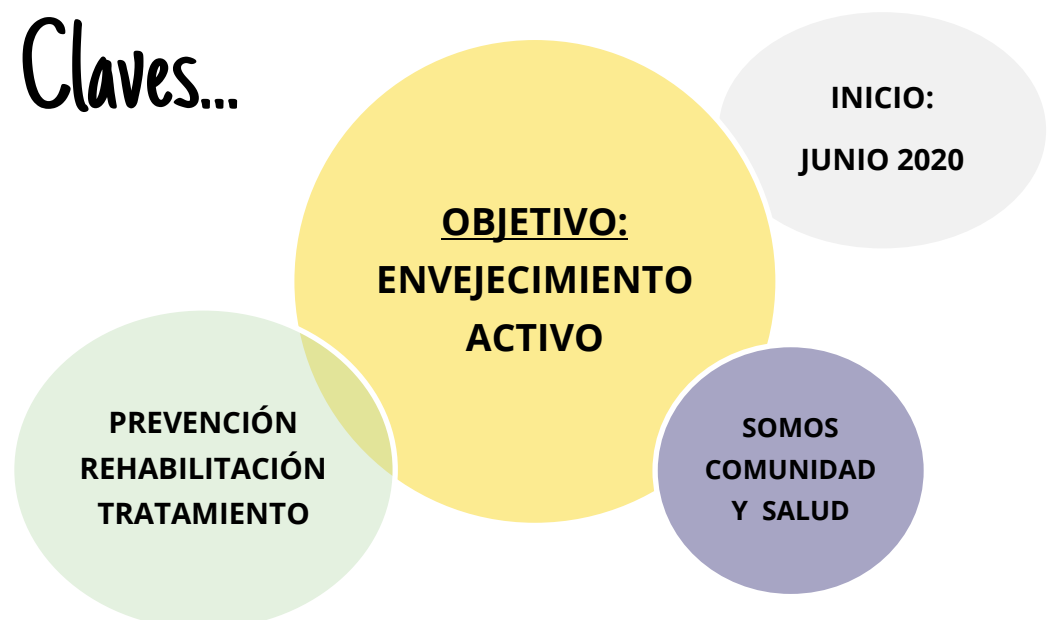 Claves...
INICIO:
JUNIO 2020
OBJETIVO:
ENVEJECIMIENTO
ACTIVO
PREVENCIÓN
REHABILITACIÓN
TRATAMIENTO
SOMOS
COMUNIDAD
Y SALUD